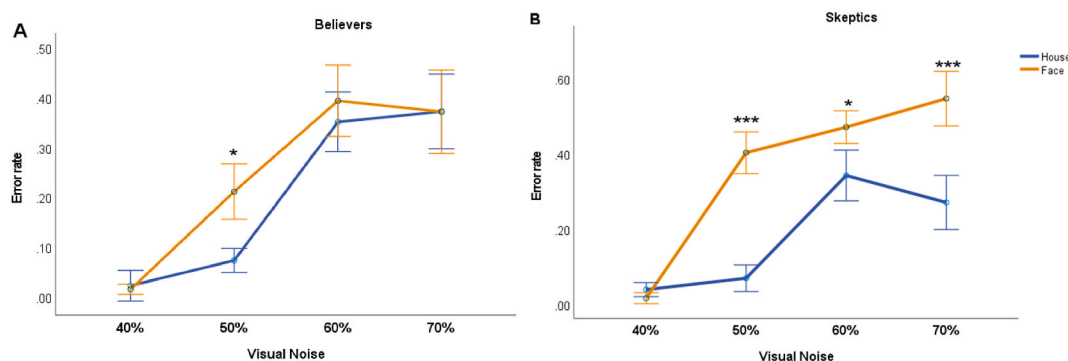 A
Believers
Error rate
.50
.40
.30
.20
.10
.00
*
40%
50%
60%
70%
Visual Noise
B
Skeptics
Error rate
.60
.40
.20
.00
***
*
***
40%
50%
60%
70%
Visual Noise
House
Face